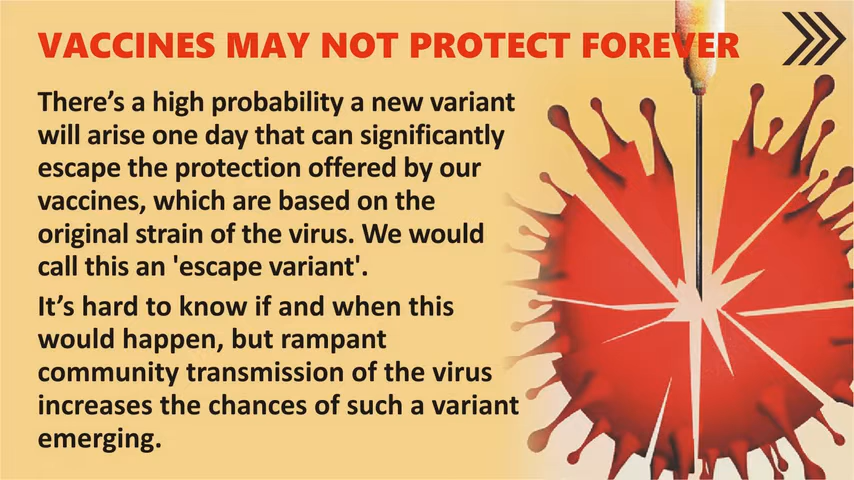 VACCINES MAY NOT PROTECT FOREVER
There's a high probability a new variant
will arise one day that can significantly
escape the protection offered by our
vaccines, which are based on the
original strain of the virus. We would
call this an 'escape variant'.
It's hard to know if and when this
would happen, but rampant
community transmission of the virus
increases the chances of such a variant
emerging.